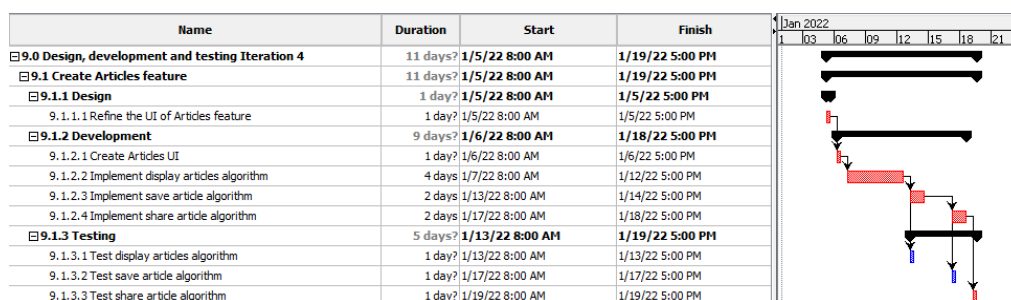 Name Duration Start Finish Jan 2022
1 03 06 09 12 15 18 21
9.0 Design, development and testing Iteration 4 11 days? 1/5/22 8:00 AM 1/19/22 5:00 PM
9.1 Create Articles feature 11 days? 1/5/22 8:00 AM 1/19/22 5:00 PM
9.1.1 Design 1 day? 1/5/22 8:00 AM 1/5/22 5:00 PM
9.1.1.1 Refine the UI of Articles feature 1 day? 1/5/22 8:00 AM 1/5/22 5:00 PM
9.1.2 Development 9 days? 1/6/22 8:00 AM 1/18/22 5:00 PM
9.1.2.1 Create Articles UI 1 day? 1/6/22 8:00 AM 1/6/22 5:00 PM
9.1.2.2 Implement display articles algorithm 4 days 1/7/22 8:00 AM 1/12/22 5:00 PM
9.1.2.3 Implement save article algorithm 2 days 1/13/22 8:00 AM 1/14/22 5:00 PM
9.1.2.4 Implement share article algorithm 2 days 1/17/22 8:00 AM 1/18/22 5:00 PM
9.1.3 Testing 5 days? 1/13/22 8:00 AM 1/19/22 5:00 PM
9.1.3.1 Test display articles algorithm 1 day? 1/13/22 8:00 AM 1/13/22 5:00 PM
9.1.3.2 Test save article algorithm 1 day? 1/17/22 8:00 AM 1/17/22 5:00 PM
9.1.3.3 Test share article algorithm 1 day? 1/19/22 8:00 AM 1/19/22 5:00 PM